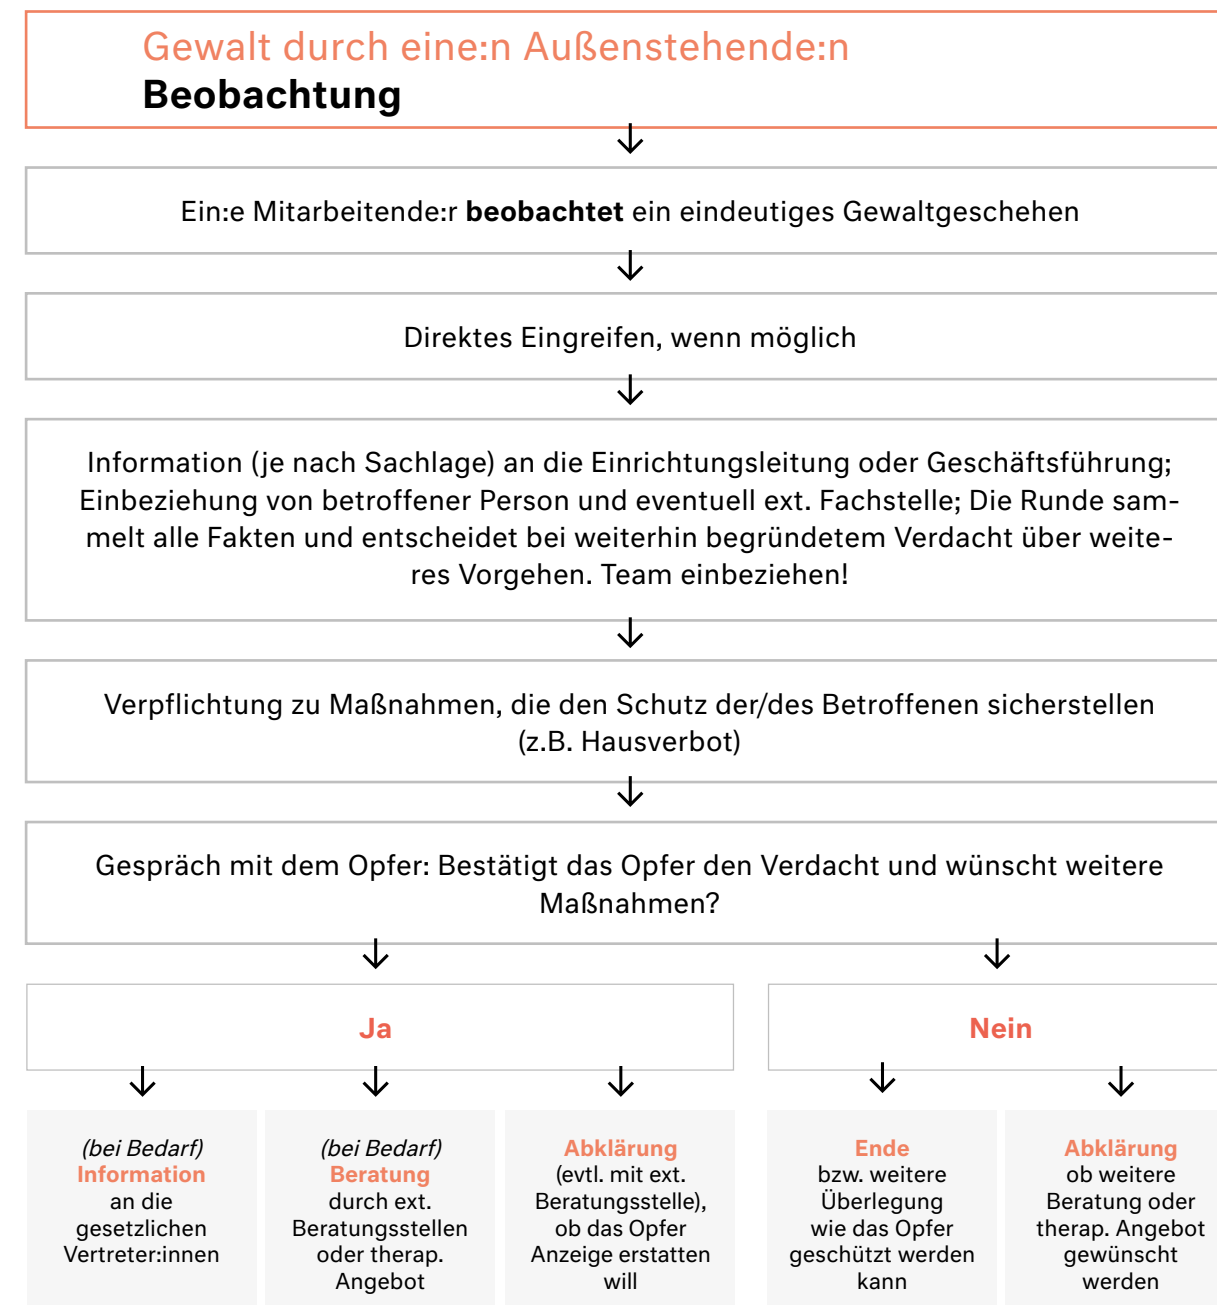 Gewalt durch eine:n Außenstehende:n
Beobachtung
Ein:e Mitarbeitende:r beobachtet ein eindeutiges Gewaltgeschehen
Direktes Eingreifen, wenn möglich
Information (je nach Sachlage) an die Einrichtungsleitung oder Geschäftsführung;
Einbeziehung von betroffener Person und eventuell ext. Fachstelle; Die Runde sam-
melt alle Fakten und entscheidet bei weiterhin begründetem Verdacht über weite-
res Vorgehen. Team einbeziehen!
Verpflichtung zu Maßnahmen, die den Schutz der/des Betroffenen sicherstellen
(z.B. Hausverbot)
Gespräch mit dem Opfer: Bestätigt das Opfer den Verdacht und wünscht weitere
Maßnahmen?
Ja
Nein
(bei Bedarf)
Information
an die
gesetzlichen
Vertreter:innen
(bei Bedarf)
Beratung
durch ext.
Beratungsstellen
oder therap.
Angebot
Abklärung
(evtl. mit ext.
Beratungsstelle),
ob das Opfer
Anzeige erstatten
will
Ende
bzw. weitere
Überlegung
wie das Opfer
geschützt werden
kann
Abklärung
ob weitere
Beratung oder
therap. Angebot
gewünscht
werden